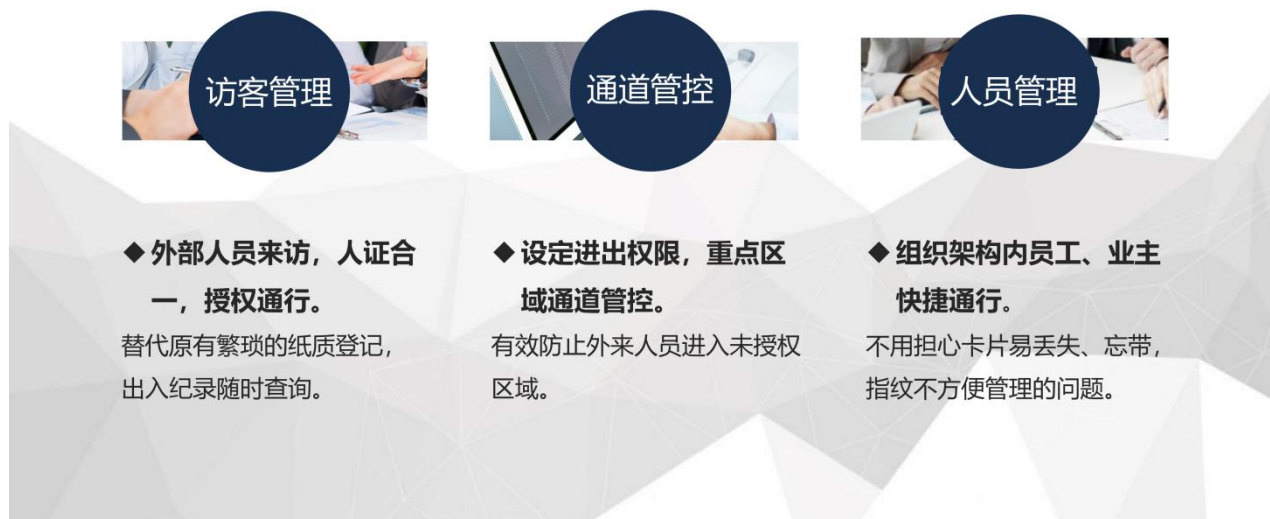 访客管理
通道管控
人员管理
◆ 外部人员来访，人证合
一，授权通行。
替代原有繁琐的纸质登记，
出入纪录随时查询。
◆ 设定进出权限，重点区
域通道管控。
有效防止外来人员进入未授权
区域。
◆ 组织架构内员工、业主
快捷通行。
不用担心卡片易丢失、忘带，
指纹不方便管理的问题。